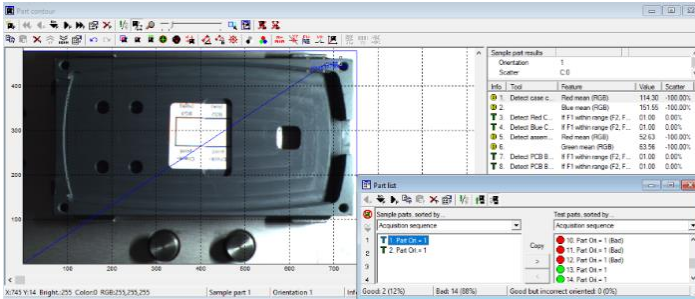 Part contour
Sample part results
Orientation 1
Scatter C:0
Info Tool Feature Value Scatter
1. Detect case c... Red mean (RGB) 114.30 -100.00%
2. Blue mean (RGB) 151.55 -100.00%
3. Detect Red C... If F1 within range (F2, F... 01.00 0.00%
4. Detect Blue C... If F1 within range (F2, F... 01.00 0.00%
5. Detect assem... Red mean (RGB) 52.63 -100.00%
6. Green mean (RGB) 63.56 -100.00%
7. Detect PCB B... If F1 within range (F2, F... 01.00 0.00%
8. Detect PCB B... If F1 within range (F2, F... 01.00 0.00%
400
300
200
100
100 200 300 400 500 600 700
Part list
Sample parts, sorted by...
Test parts, sorted by...
Acquisition sequence
Acquisition sequence
1
2
3
4
1 Part Ori. = 1
2 Part Ori. = 1
Copy
>
<
10. Part Ori. = 1 (Bad)
11. Part Ori. = 1 (Bad)
12. Part Ori. = 1 (Bad)
13. Part Ori. = 1
14. Part Ori. = 1
Good: 2 (12%) Bad: 14 (88%) Good but incorrect oriented: 0 (0%)
X:745 Y:14 Bright.:255 Color:0 RGB:255,255,255 Sample part 1 Orientation 1